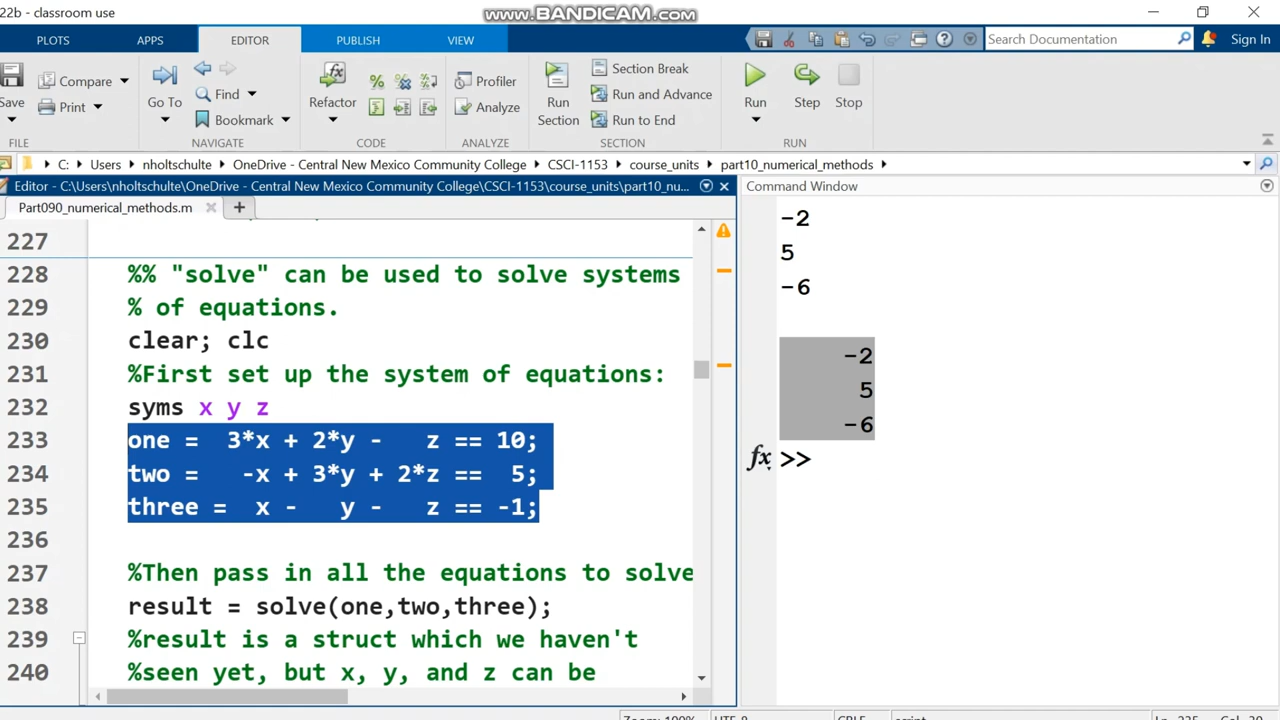 22b - classroom use
www.BANDICAM.com
PLOTS APPS EDITOR PUBLISH VIEW
Search Documentation
Sign In
Save
Compare
Print
FILE
Go To
Find
Bookmark
NAVIGATE
Refactor
CODE
Profiler
Analyze
ANALYZE
Run Section
Section Break
Run and Advance
Run to End
SECTION
Run
Step
Stop
RUN
C: Users nholtschulte OneDrive - Central New Mexico Community College CSCI-1153 course_units part10_numerical_methods
Editor - C:\Users\nholtschulte\OneDrive - Central New Mexico Community College\CSCI-1153\course_units\part10_nu...
Part090_numerical_methods.m
227
228 %% "solve" can be used to solve systems
229 % of equations.
230 clear; clc
231 %First set up the system of equations:
232 syms x y z
233 one =  3*x + 2*y -   z == 10;
234 two =   -x + 3*y + 2*z ==  5;
235 three =  x -   y -   z == -1;
236
237 %Then pass in all the equations to solve
238 result = solve(one,two,three);
239 %result is a struct which we haven't
240 %seen yet, but x, y, and z can be
Command Window
-2
5
-6
-2
5
-6
fx >>
Zoom: 100% UTF-8 CRLF script Ln 235 Col 30